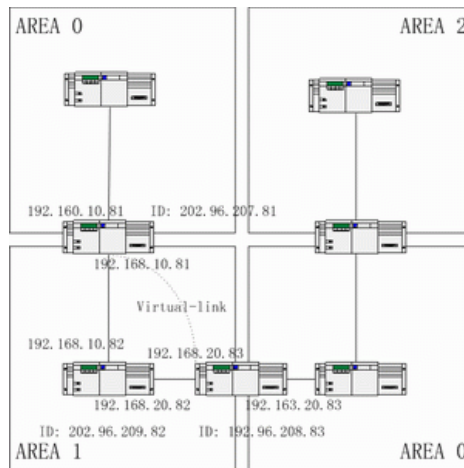 AREA 0
AREA 2
192.160.10.81
ID: 202.96.207.81
192.168.10.81
Virtual-link
192.168.10.82
192.168.20.83
192.168.20.82
192.163.20.83
ID: 202.96.209.82
ID: 192.96.208.83
AREA 1
AREA 0